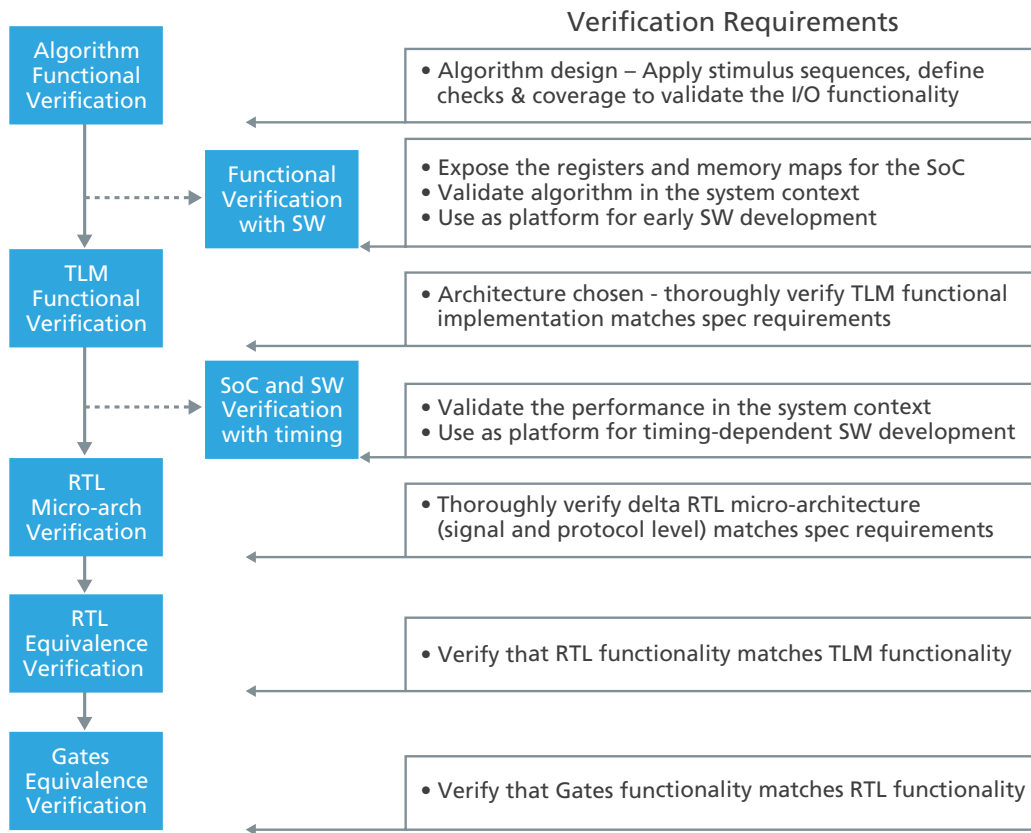 Verification Requirements
Algorithm
Functional
Verification
• Algorithm design – Apply stimulus sequences, define
checks & coverage to validate the I/O functionality
Functional
Verification
with SW
• Expose the registers and memory maps for the SoC
• Validate algorithm in the system context
• Use as platform for early SW development
TLM
Functional
Verification
• Architecture chosen - thoroughly verify TLM functional
implementation matches spec requirements
SoC and SW
Verification
with timing
• Validate the performance in the system context
• Use as platform for timing-dependent SW development
RTL
Micro-arch
Verification
• Thoroughly verify delta RTL micro-architecture
(signal and protocol level) matches spec requirements
RTL
Equivalence
Verification
• Verify that RTL functionality matches TLM functionality
Gates
Equivalence
Verification
• Verify that Gates functionality matches RTL functionality